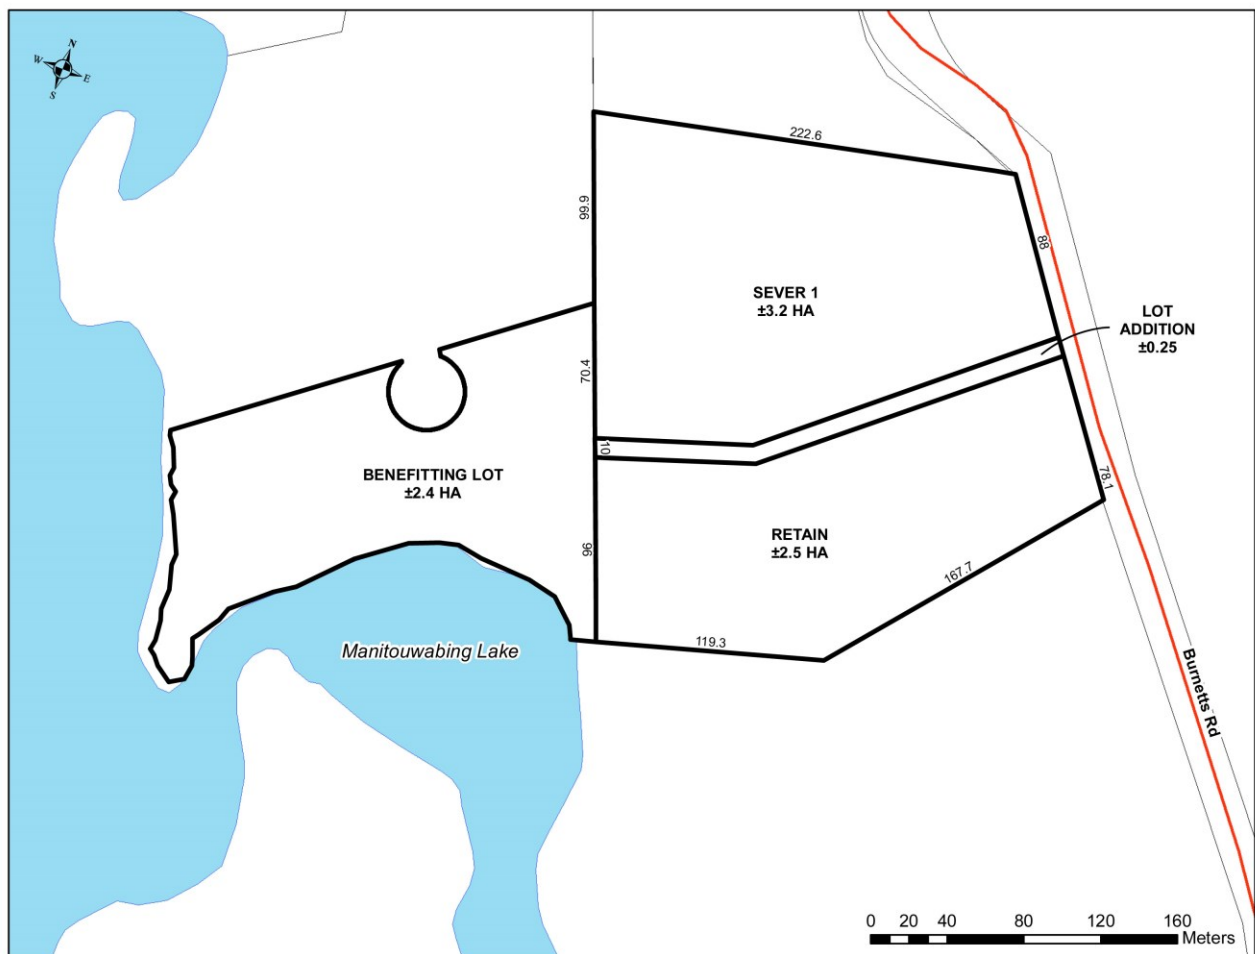 N
W
E
S
222.6
99.9
88
SEVER 1
±3.2 HA
LOT
ADDITION
±0.25
70.4
10
BENEFITTING LOT
±2.4 HA
78.1
RETAIN
±2.5 HA
96
167.7
119.3
Manitouwabing Lake
Burnetts Rd
0 20 40 80 120 160
Meters